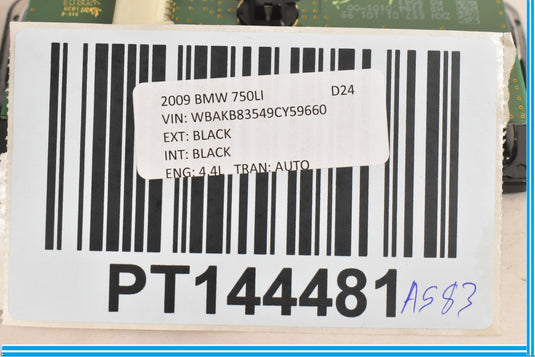 2009 BMW 750LI D24
VIN: WBAKB83549CY59660
EXT: BLACK
INT: BLACK
ENG: 4.4L TRAN: AUTO
PT144481 A583